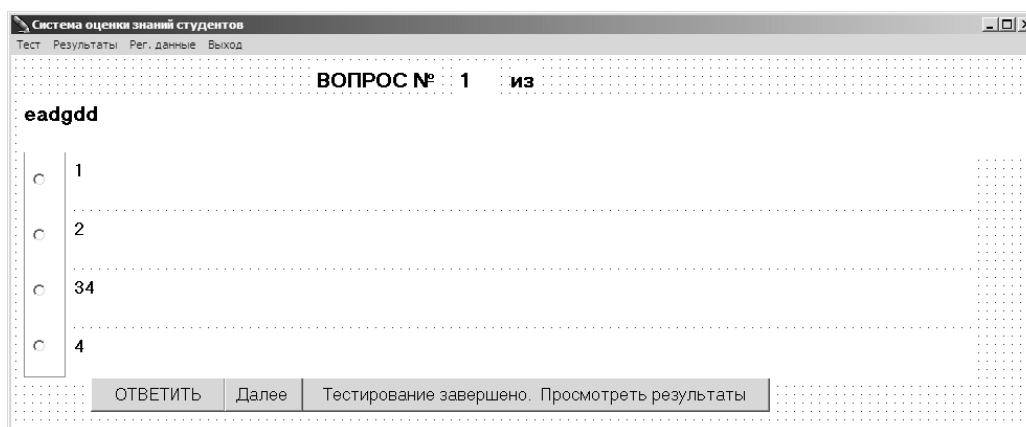 Система оценки знаний студентов
Тест Результаты Рег. данные Выход
ВОПРОС № 1 из
eadgdd
1
2
34
4
ОТВЕТИТЬ Далее Тестирование завершено. Просмотреть результаты